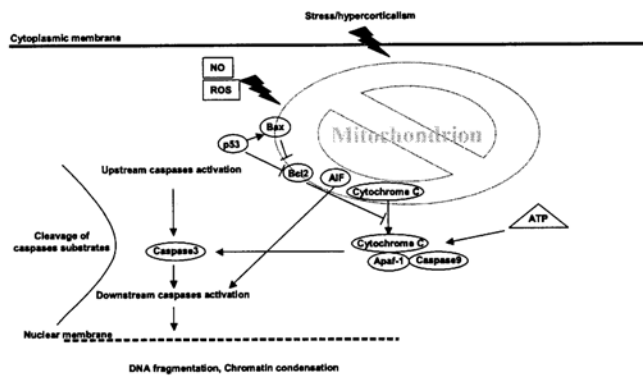 Stress/hypercorticalism
Cytoplasmic membrane
NO
ROS
Bax
p53
Mitochondrion
Bcl2
AIF
Upstream caspases activation
Cytochrome C
ATP
Cleavage of
caspases substrates
Cytochrome C
Caspase3
Apaf-1
Caspase9
Downstream caspases activation
Nuclear membrane
DNA fragmentation, Chromatin condensation